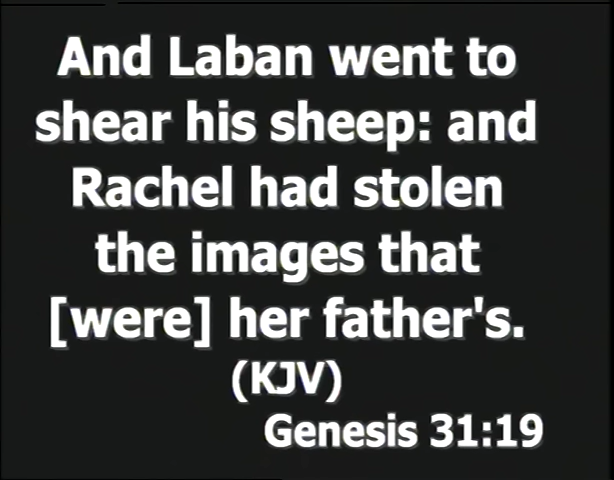 And Laban went to
shear his sheep: and
Rachel had stolen
the images that
[were] her father's.
(KJV)
Genesis 31:19